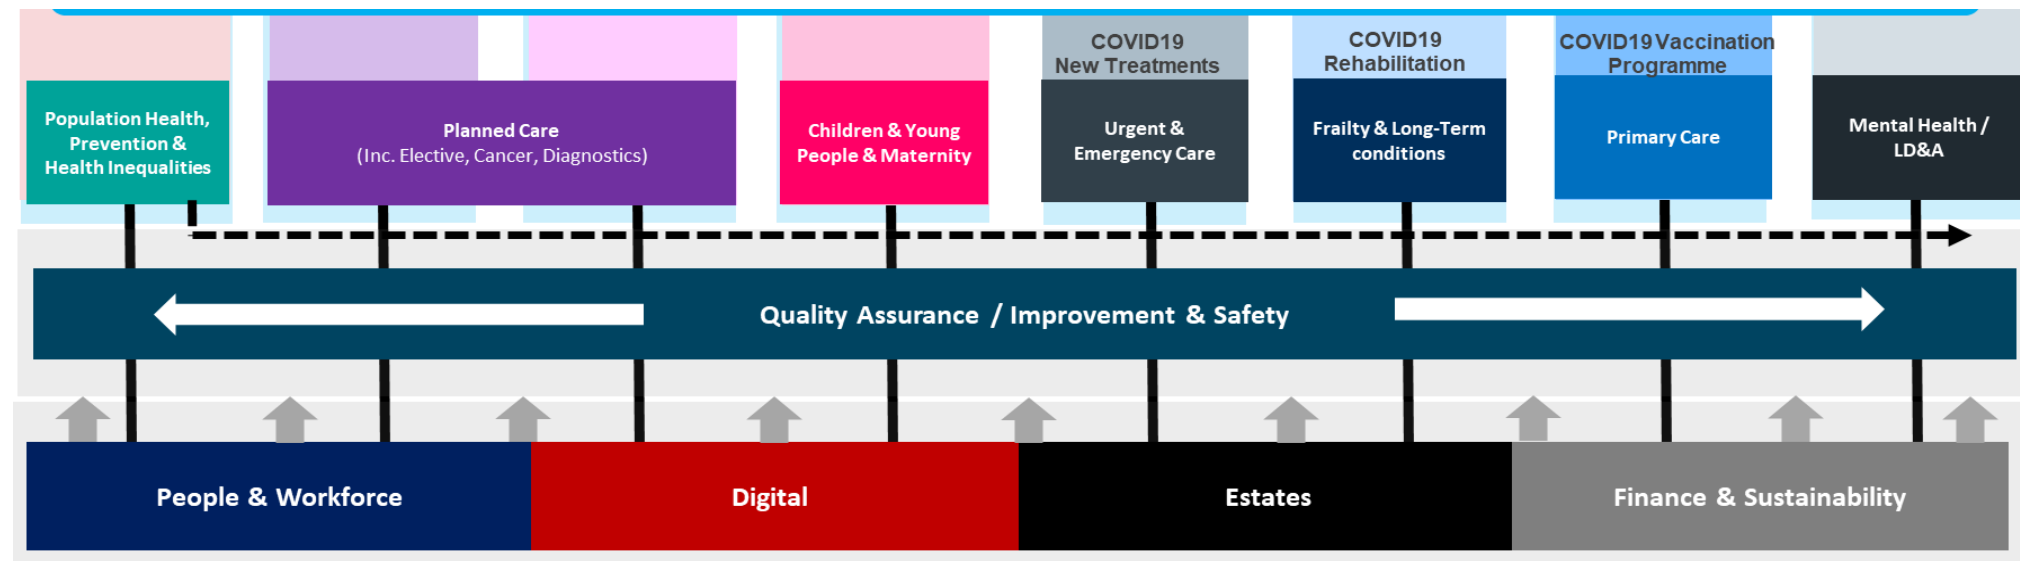 COVID19
New Treatments
COVID19
Rehabilitation
COVID19 Vaccination
Programme
Population Health,
Prevention &
Health Inequalities
Planned Care
(Inc. Elective, Cancer, Diagnostics)
Children & Young
People & Maternity
Urgent &
Emergency Care
Frailty & Long-Term
conditions
Primary Care
Mental Health /
LD&A
Quality Assurance / Improvement & Safety
People & Workforce
Digital
Estates
Finance & Sustainability